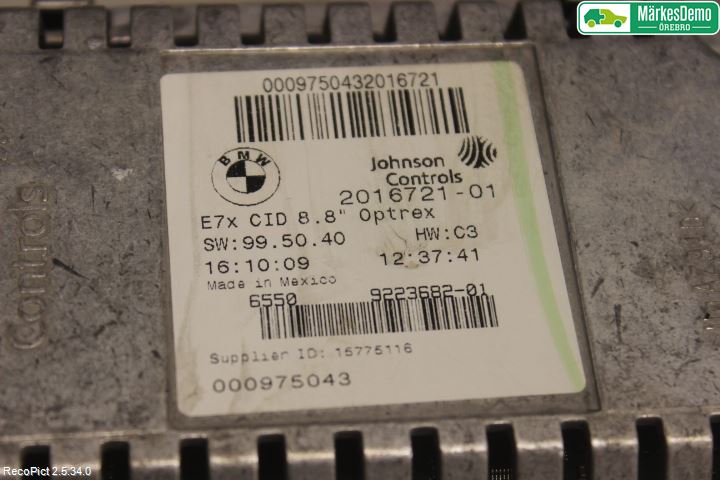 MärkesDemo
ÖREBRO
0009750432016721
BMW
Johnson
Controls
2016721-01
E7x CID 8.8" Optrex
SW:99.50.40 HW:C3
16:10:09 12:37:41
Made in Mexico
6550 9223682-01
Supplier ID: 15775116
000975043
Controls
RecoPict 2.5.34.0